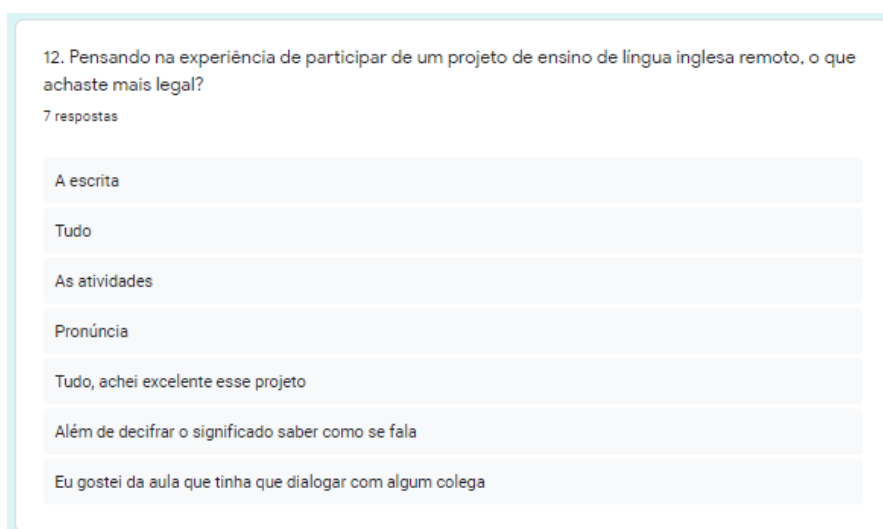 12. Pensando na experiência de participar de um projeto de ensino de língua inglesa remoto, o que
achaste mais legal?
7 respostas
A escrita
Tudo
As atividades
Pronúncia
Tudo, achei excelente esse projeto
Além de decifrar o significado saber como se fala
Eu gostei da aula que tinha que dialogar com algum colega